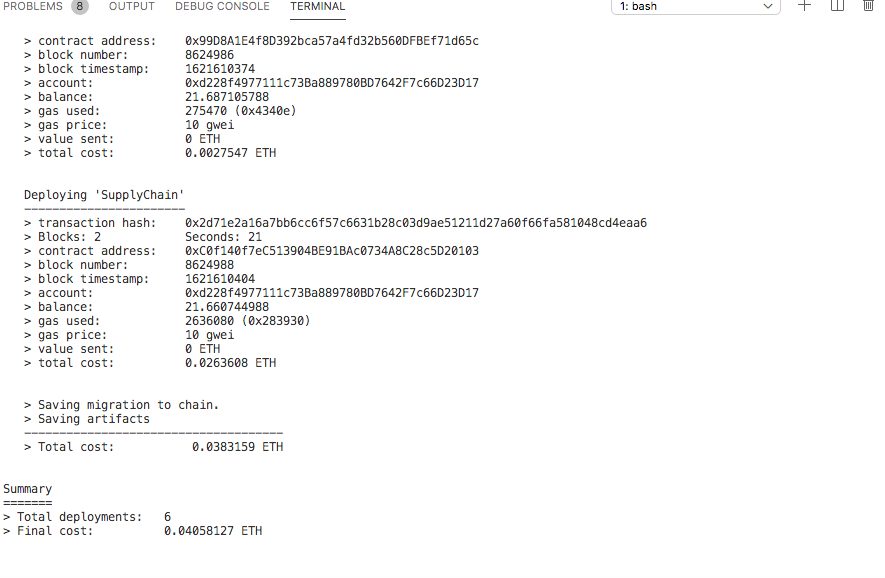 PROBLEMS 8 OUTPUT DEBUG CONSOLE TERMINAL 1: bash
> contract address: 0x99D8A1E4f8D392bca57a4fd32b560DFBEf71d65c
> block number: 8624986
> block timestamp: 1621610374
> account: 0xd228f4977111c73Ba889780BD7642F7c66D23D17
> balance: 21.687105788
> gas used: 275470 (0x4340e)
> gas price: 10 gwei
> value sent: 0 ETH
> total cost: 0.0027547 ETH
Deploying 'SupplyChain'
-----------------------
> transaction hash: 0x2d71e2a16a7bb6cc6f57c6631b28c03d9ae51211d27a60f66fa581048cd4eaa6
> Blocks: 2 Seconds: 21
> contract address: 0xC0f140f7eC513904BE91BAc0734A8C28c5D20103
> block number: 8624988
> block timestamp: 1621610404
> account: 0xd228f4977111c73Ba889780BD7642F7c66D23D17
> balance: 21.660744988
> gas used: 2636080 (0x283930)
> gas price: 10 gwei
> value sent: 0 ETH
> total cost: 0.0263608 ETH
> Saving migration to chain.
> Saving artifacts
-------------------------------------
> Total cost: 0.0383159 ETH
Summary
=======
> Total deployments: 6
> Final cost: 0.04058127 ETH